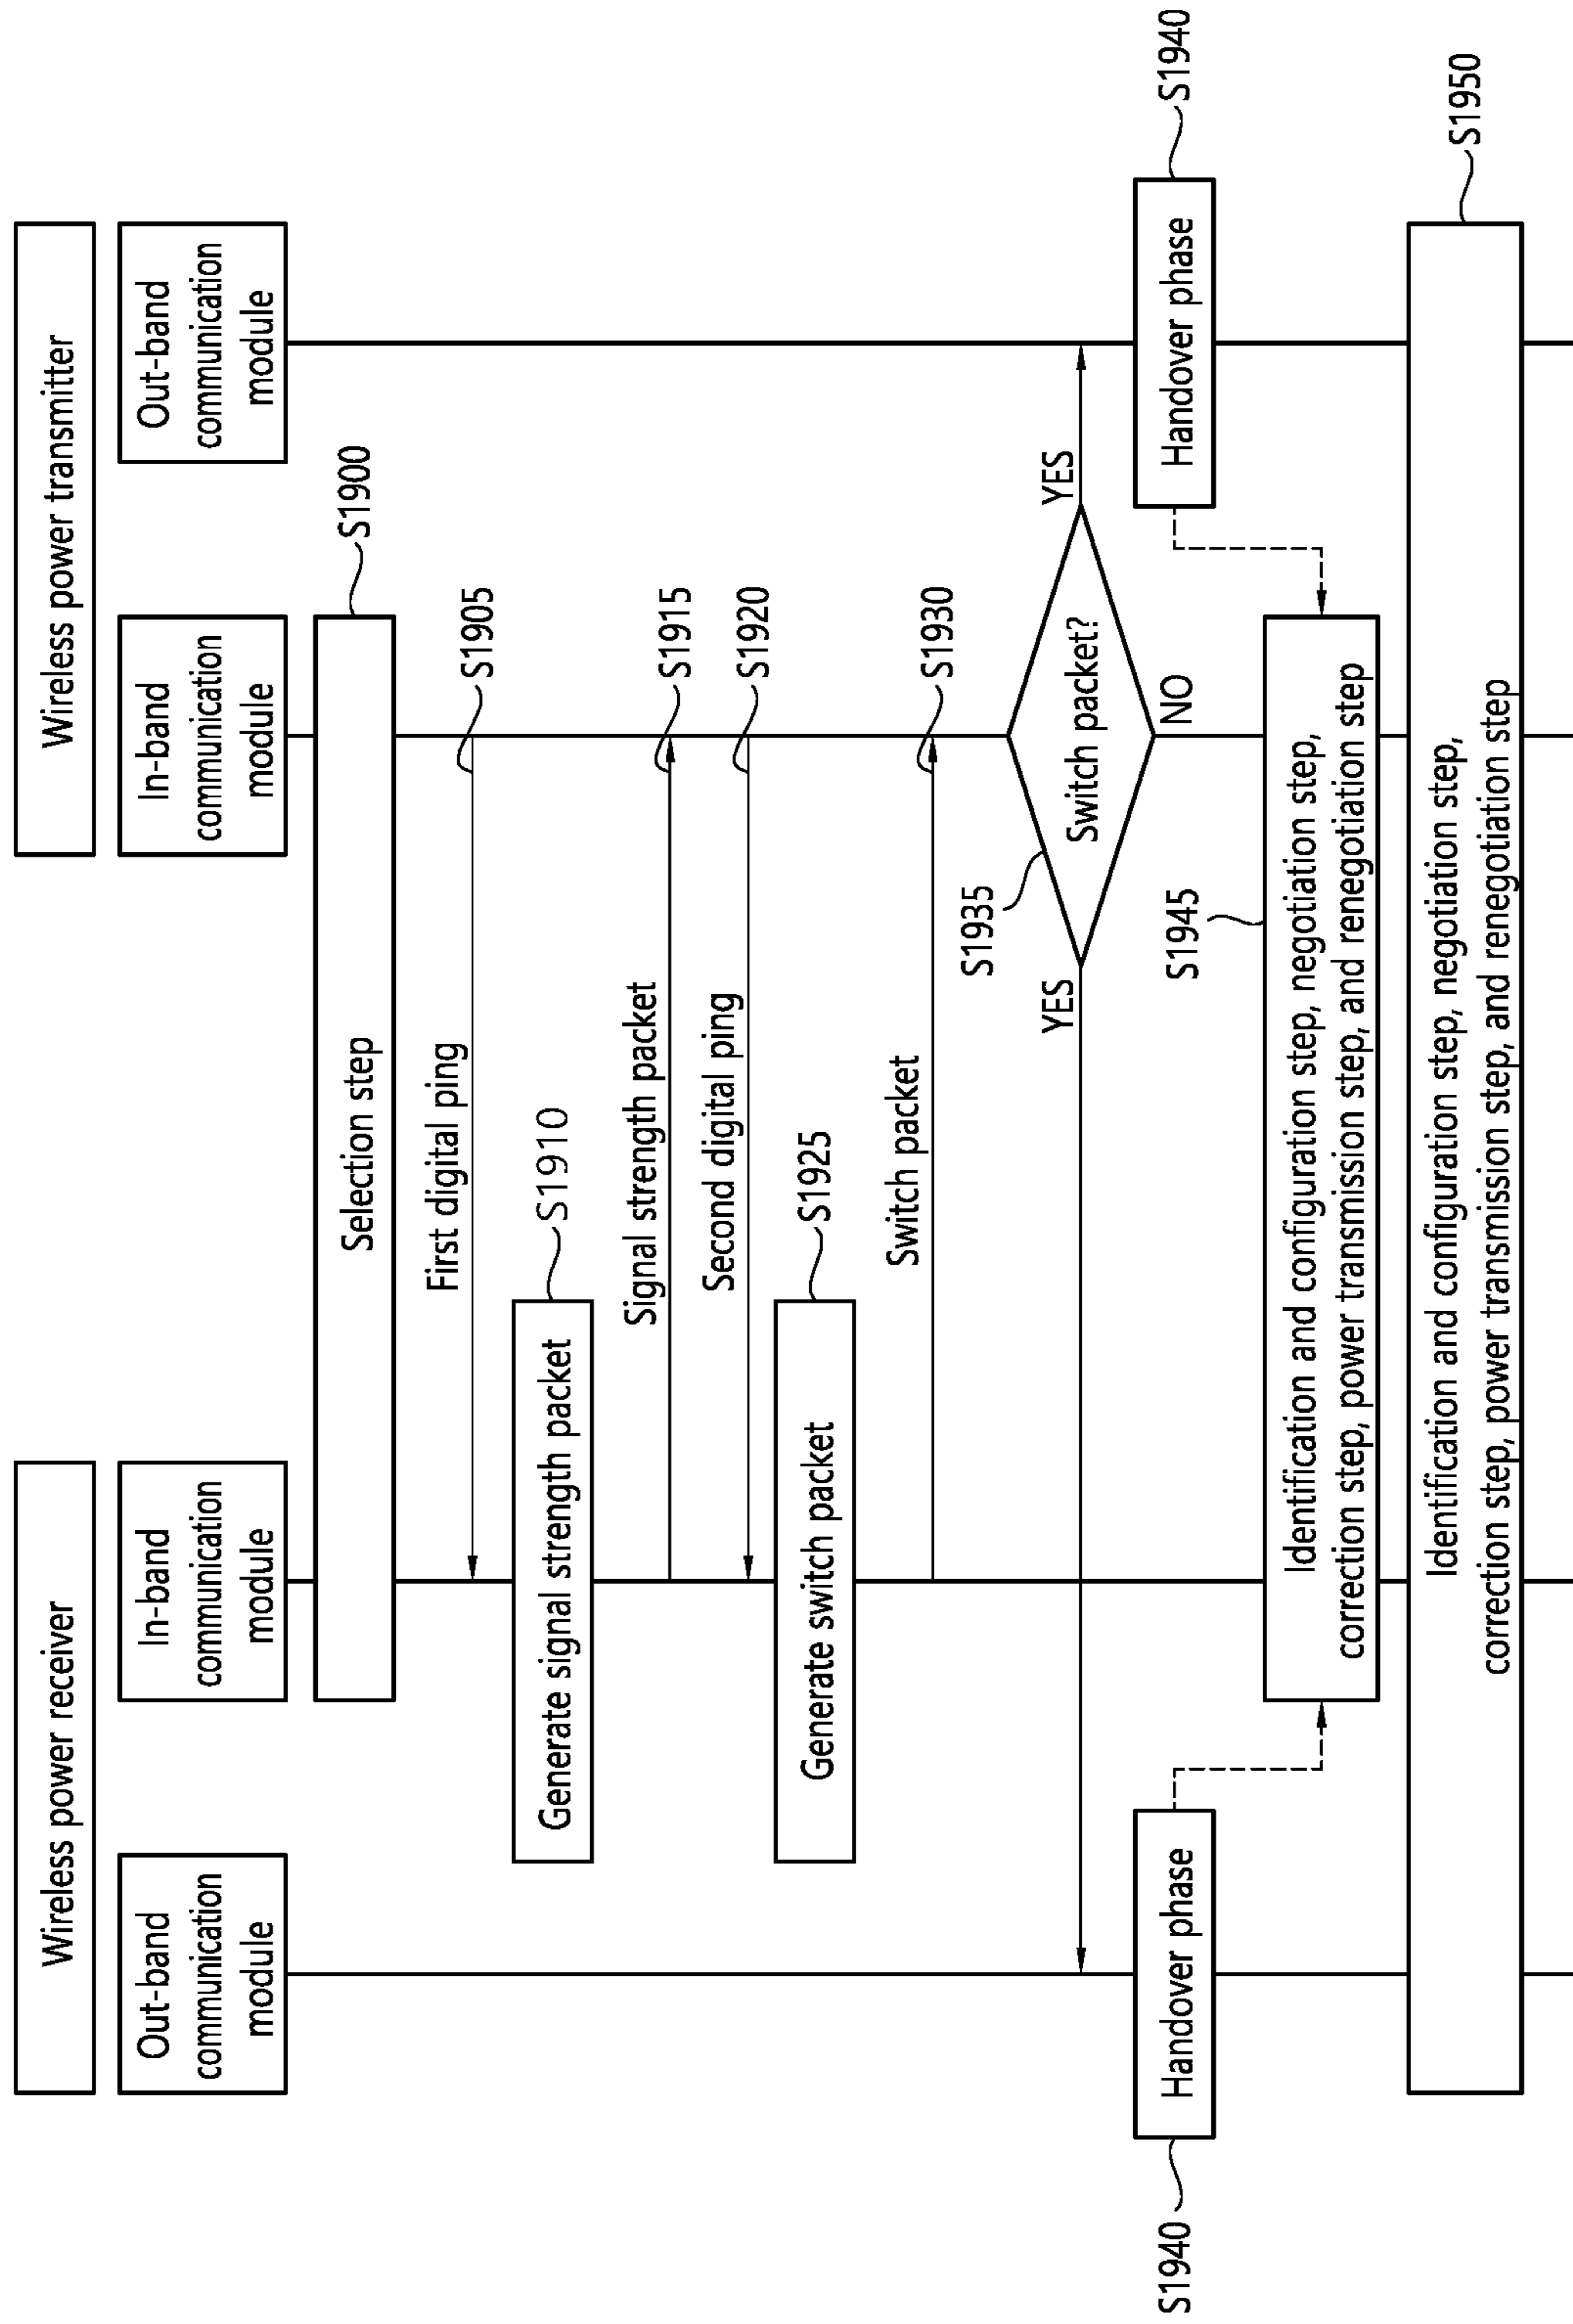 Wireless power receiver
Wireless power transmitter
Out-band
communication
module
In-band
communication
module
In-band
communication
module
Out-band
communication
module
Selection step
S1900
First digital ping
S1905
Generate signal strength packet
S1910
Signal strength packet
S1915
Second digital ping
S1920
Generate switch packet
S1925
Switch packet
S1930
S1935
Switch packet?
YES
YES
NO
S1940
Handover phase
Handover phase
S1940
S1945
Identification and configuration step, negotiation step,
correction step, power transmission step, and renegotiation step
Identification and configuration step, negotiation step,
correction step, power transmission step, and renegotiation step
S1950